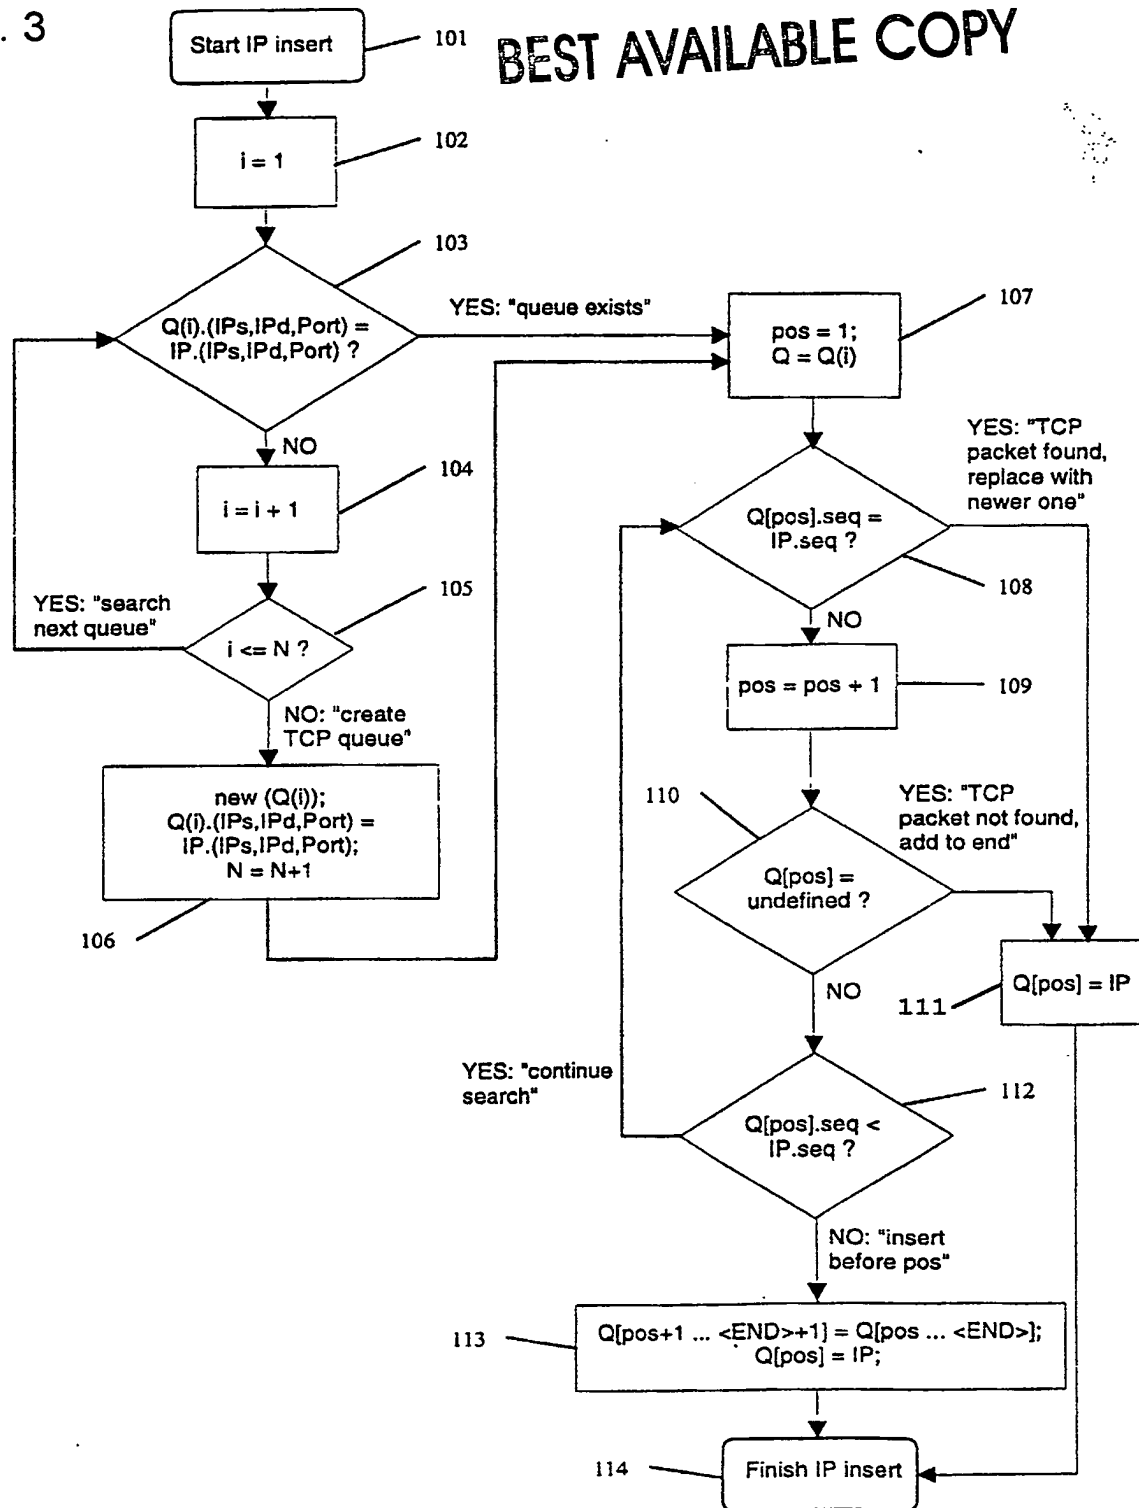 . 3
BEST AVAILABLE COPY
Start IP insert
101
i = 1
102
103
Q(i).(IPs,IPd,Port) =
IP.(IPs,IPd,Port) ?
YES: "queue exists"
107
pos = 1;
Q = Q(i)
NO
104
i = i + 1
YES: "TCP
packet found,
replace with
newer one"
Q[pos].seq =
IP.seq ?
108
105
YES: "search
next queue"
i <= N ?
NO
pos = pos + 1
109
NO: "create
TCP queue"
new (Q(i));
Q(i).(IPs,IPd,Port) =
IP.(IPs,IPd,Port);
N = N+1
106
110
YES: "TCP
packet not found,
add to end"
Q[pos] =
undefined ?
NO
111
Q[pos] = IP
YES: "continue
search"
112
Q[pos].seq <
IP.seq ?
NO: "insert
before pos"
113
Q[pos+1 ... <END>+1] = Q[pos ... <END>];
Q[pos] = IP;
114
Finish IP insert